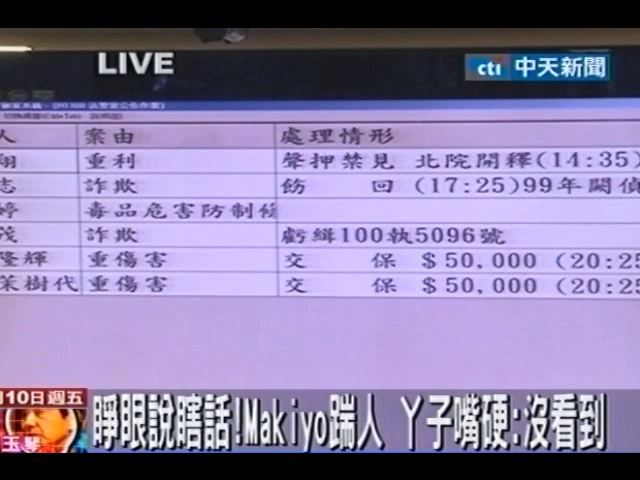 LIVE
cti 中天新聞
人 案由 處理情形
翔 重利 聲押禁見 北院開釋(14:35)
志 詐欺 飭 回 (17:25)99年閱偵
婷 毒品危害防制條
茂 詐欺 虧緝100執5096號
隆輝 重傷害 交 保 $50,000 (20:25
茱樹代 重傷害 交 保 $50,000 (20:25
月10日週五
玉琴
睜眼說瞎話!Makiyo踹人 丫子嘴硬:沒看到